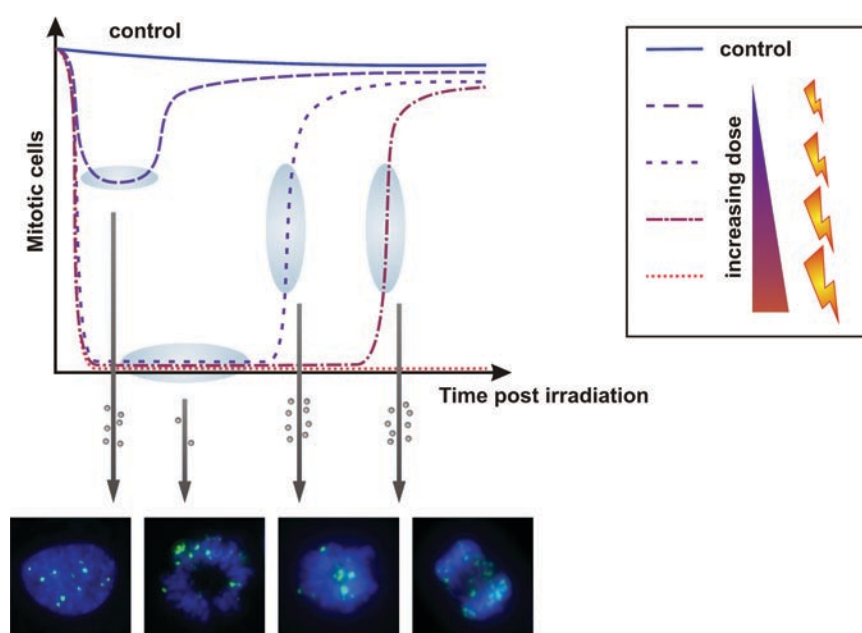 control
Mitotic cells
Time post irradiation
control
increasing dose